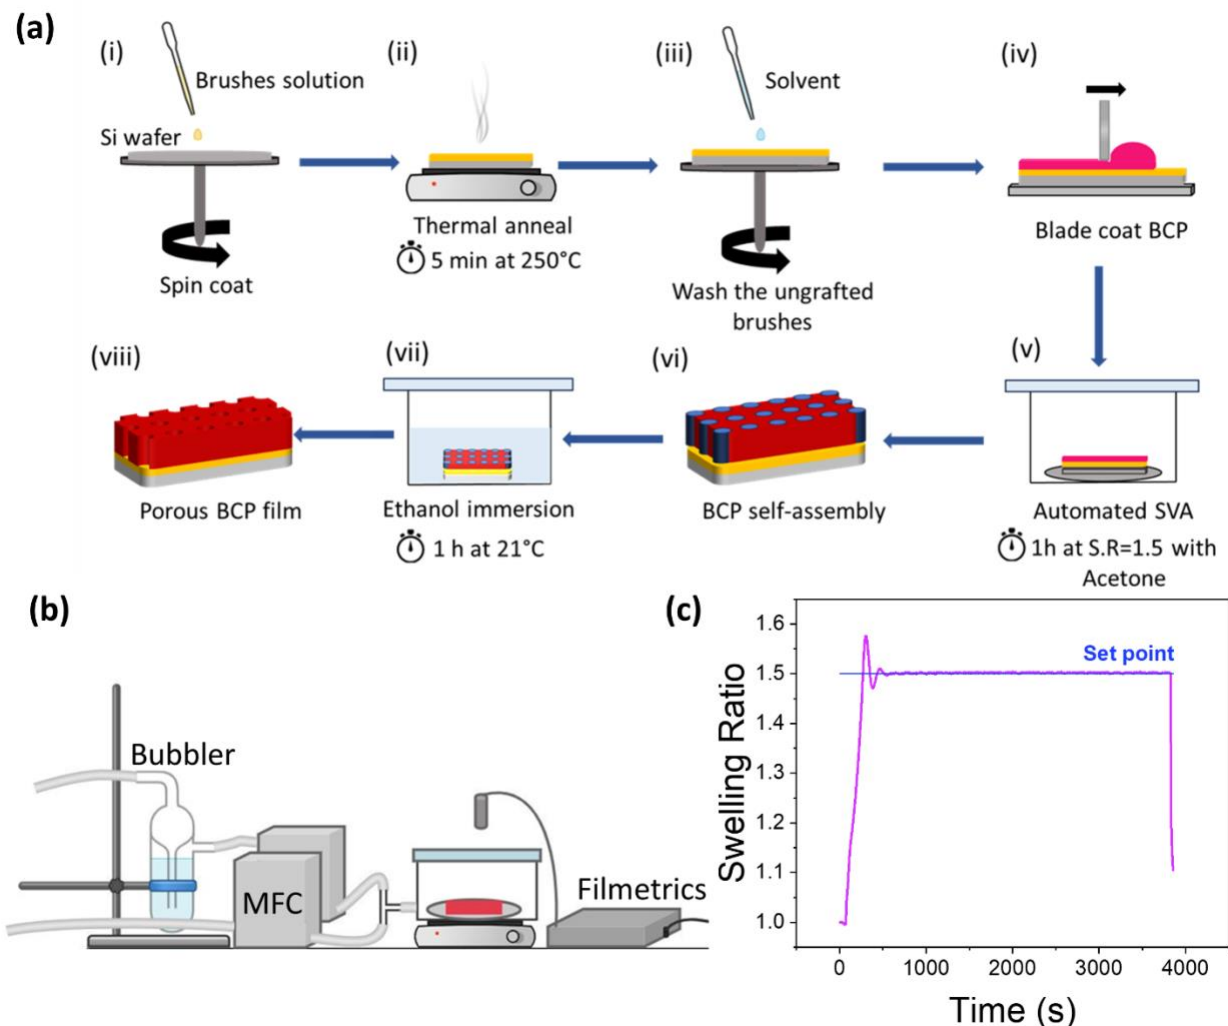 (a)
(i)
Brushes solution
Si wafer
Spin coat
(ii)
Thermal anneal
5 min at 250°C
(iii)
Solvent
Wash the ungrafted
brushes
(iv)
Blade coat BCP
(v)
Automated SVA
1h at S.R=1.5 with
Acetone
(vi)
BCP self-assembly
(vii)
Ethanol immersion
1 h at 21°C
(viii)
Porous BCP film
(b)
Bubbler
MFC
Filmetrics
(c)
Set point
Swelling Ratio
1.6
1.5
1.4
1.3
1.2
1.1
1.0
0
1000
2000
3000
4000
Time (s)